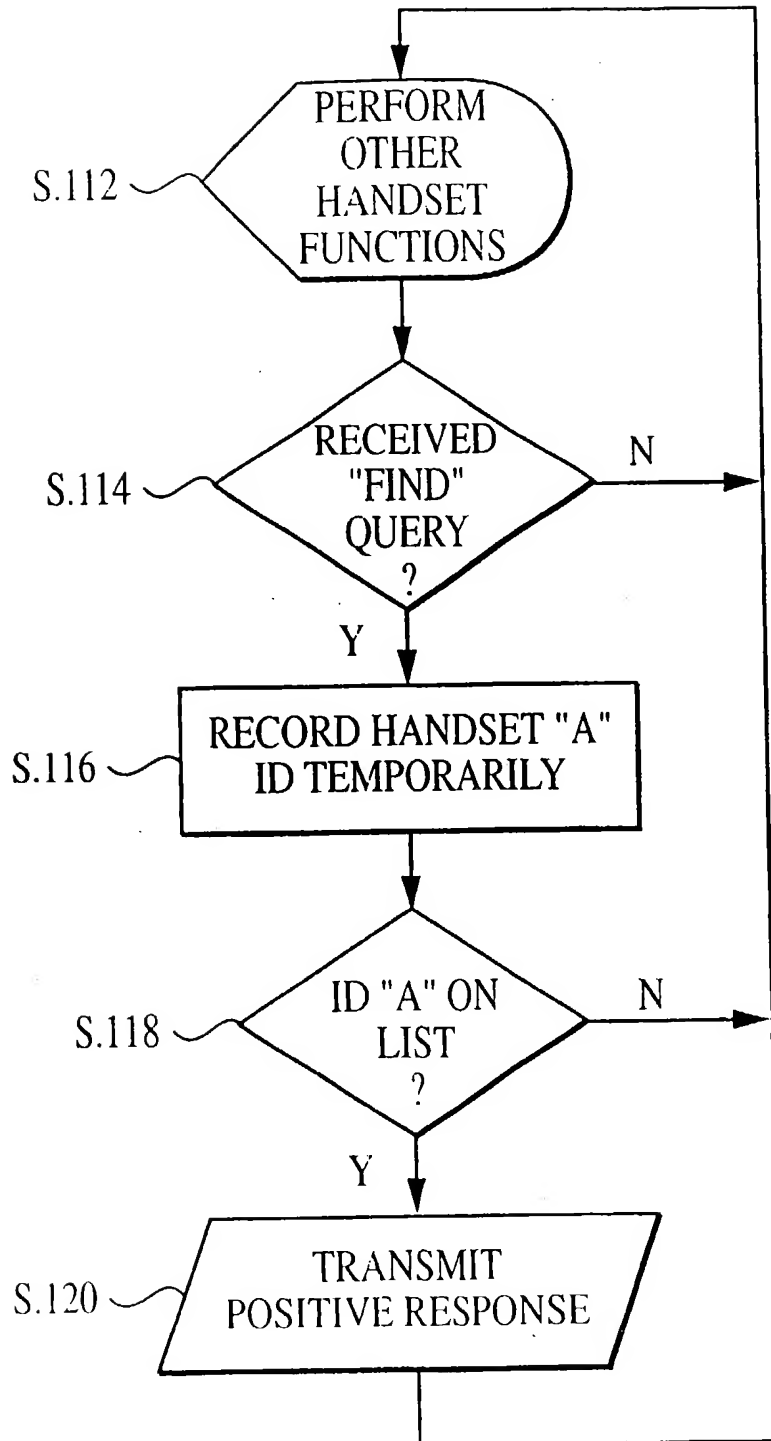 PERFORM
OTHER
HANDSET
FUNCTIONS
S.112
RECEIVED
"FIND"
QUERY
?
S.114
N
Y
RECORD HANDSET "A"
ID TEMPORARILY
S.116
ID "A" ON
LIST
?
S.118
N
Y
TRANSMIT
POSITIVE RESPONSE
S.120